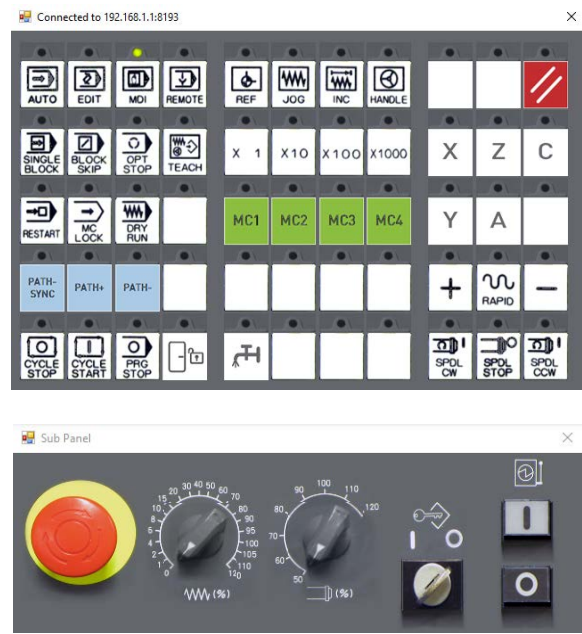 Connected to 192.168.1.1:8193
AUTO EDIT MDI REMOTE REF JOG INC HANDLE
SINGLE BLOCK BLOCK SKIP OPT STOP TEACH X 1 X10 X100 X1000 X Z C
RESTART MC LOCK DRY RUN MC1 MC2 MC3 MC4 Y A
PATH-SYNC PATH+ PATH- + RAPID −
CYCLE STOP CYCLE START PRG STOP SPDL CW SPDL STOP SPDL CCW
Sub Panel
0 1 2 4 6 8 10 15 20 30 40 50 60 70 80 90 95 100 105 110 120
(%)
50 60 70 80 90 100 110 120
(%)
I O
I
O